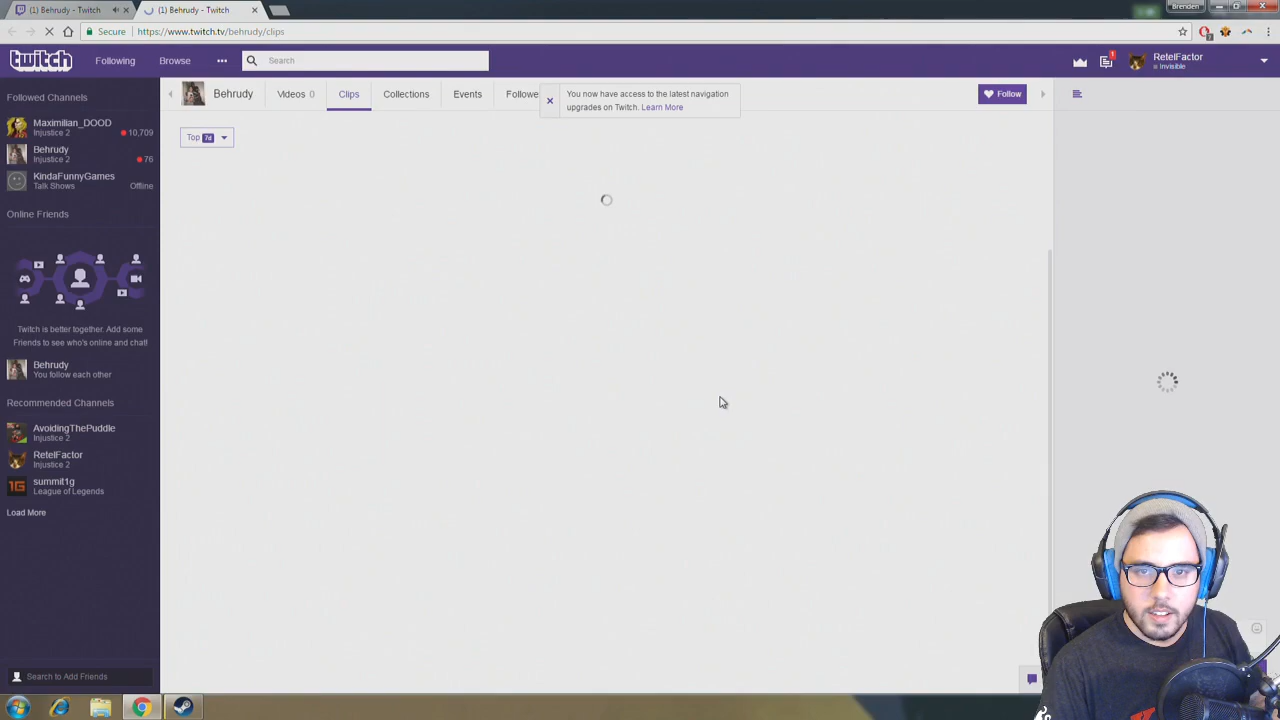 (1) Behrudy - Twitch
(1) Behrudy - Twitch
Brenden
Secure
https://www.twitch.tv/behrudy/clips
twitch
Following
Browse
Search
1
RetelFactor
Invisible
Followed Channels
Maximilian_DOOD
Injustice 2
10,709
Behrudy
Injustice 2
76
KindaFunnyGames
Talk Shows
Offline
Online Friends
Twitch is better together. Add some
Friends to see who's online and chat!
Behrudy
You follow each other
Recommended Channels
AvoidingThePuddle
Injustice 2
RetelFactor
Injustice 2
1G
summit1g
League of Legends
Load More
Search to Add Friends
Behrudy
Videos 0
Clips
Collections
Events
Followe
You now have access to the latest navigation
upgrades on Twitch. Learn More
Follow
Top 7d